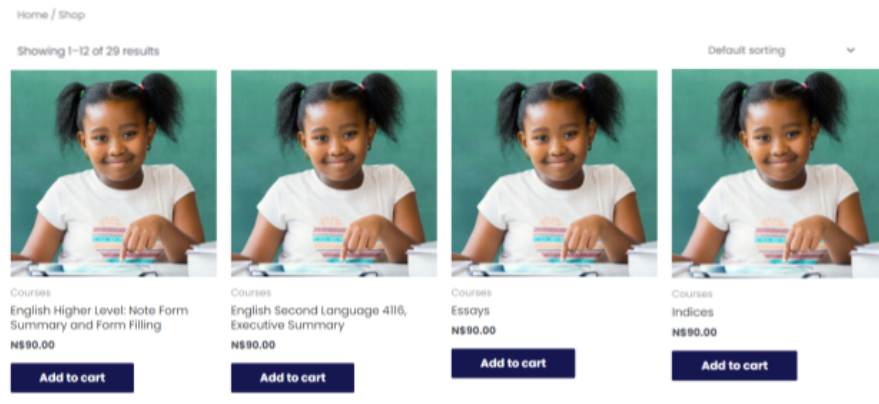 Home / Shop
Showing 1–12 of 29 results
Default sorting
Courses
English Higher Level: Note Form
Summary and Form Filling
N$90.00
Add to cart
Courses
English Second Language 4116,
Executive Summary
N$90.00
Add to cart
Courses
Essays
N$90.00
Add to cart
Courses
Indices
N$90.00
Add to cart